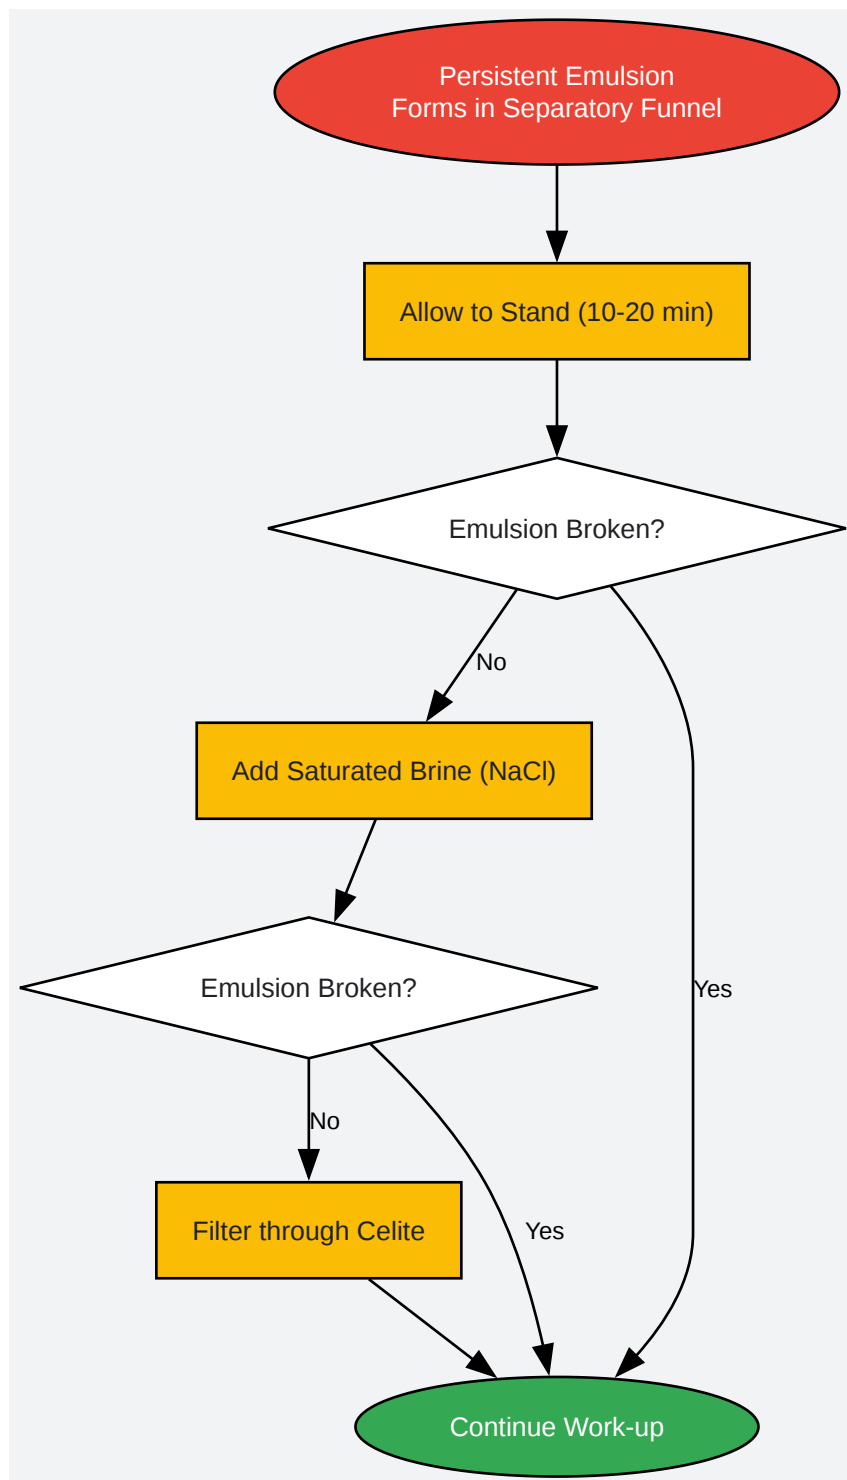 Persistent Emulsion
Forms in Separatory Funnel
Allow to Stand (10-20 min)
Emulsion Broken?
No
Add Saturated Brine (NaCl)
Emulsion Broken?
Yes
No
Filter through Celite
Yes
Continue Work-up